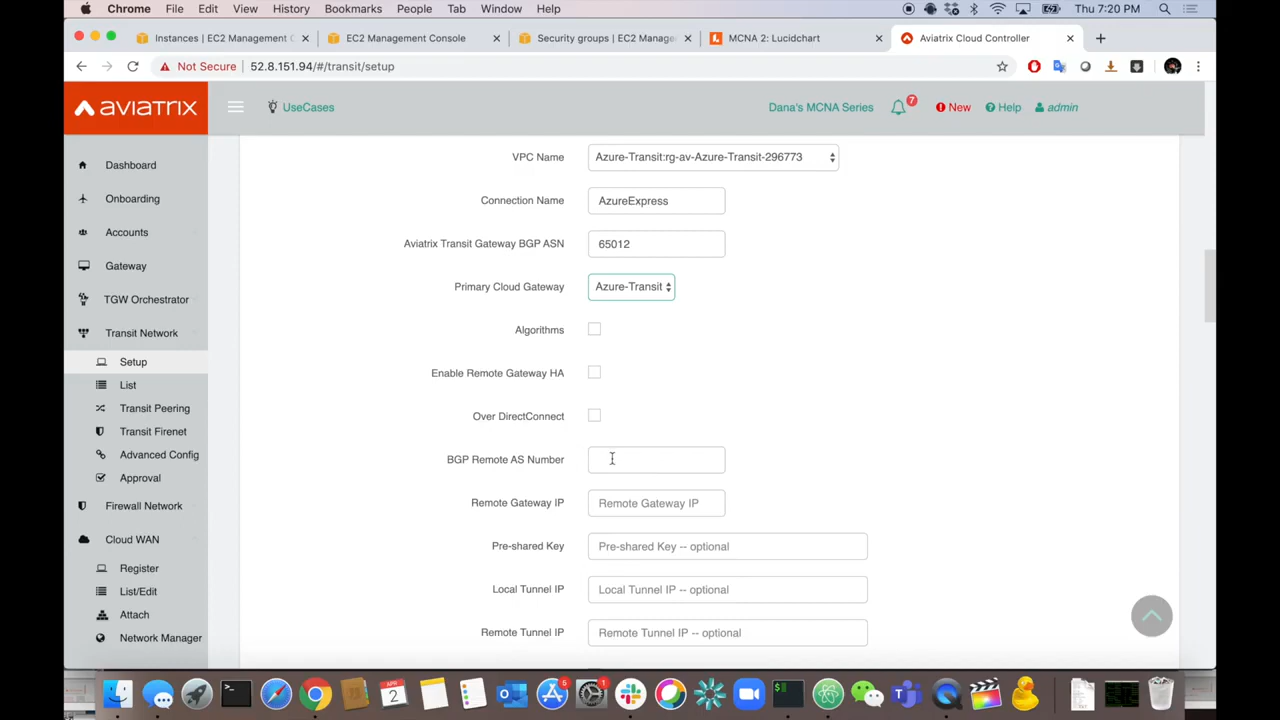 Chrome File Edit View History Bookmarks People Tab Window Help Thu 7:20 PM
Instances | EC2 Management C
EC2 Management Console
Security groups | EC2 Manage
MCNA 2: Lucidchart
Aviatrix Cloud Controller
Not Secure 52.8.151.94/#/transit/setup
aviatrix
UseCases
Dana's MCNA Series
7
New
Help
admin
Dashboard
Onboarding
Accounts
Gateway
TGW Orchestrator
Transit Network
Setup
List
Transit Peering
Transit Firenet
Advanced Config
Approval
Firewall Network
Cloud WAN
Register
List/Edit
Attach
Network Manager
VPC Name Azure-Transit:rg-av-Azure-Transit-296773
Connection Name AzureExpress
Aviatrix Transit Gateway BGP ASN 65012
Primary Cloud Gateway Azure-Transit
Algorithms
Enable Remote Gateway HA
Over DirectConnect
BGP Remote AS Number
Remote Gateway IP Remote Gateway IP
Pre-shared Key Pre-shared Key -- optional
Local Tunnel IP Local Tunnel IP -- optional
Remote Tunnel IP Remote Tunnel IP -- optional
APR
2
5
1